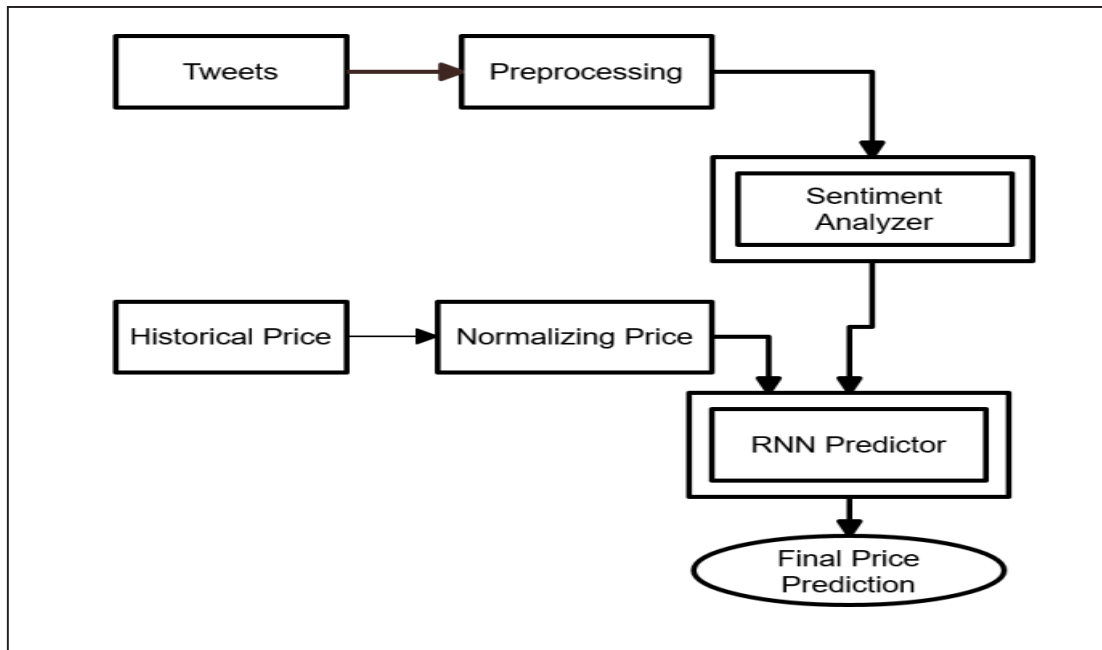 Tweets
Preprocessing
Sentiment
Analyzer
Historical Price
Normalizing Price
RNN Predictor
Final Price
Prediction